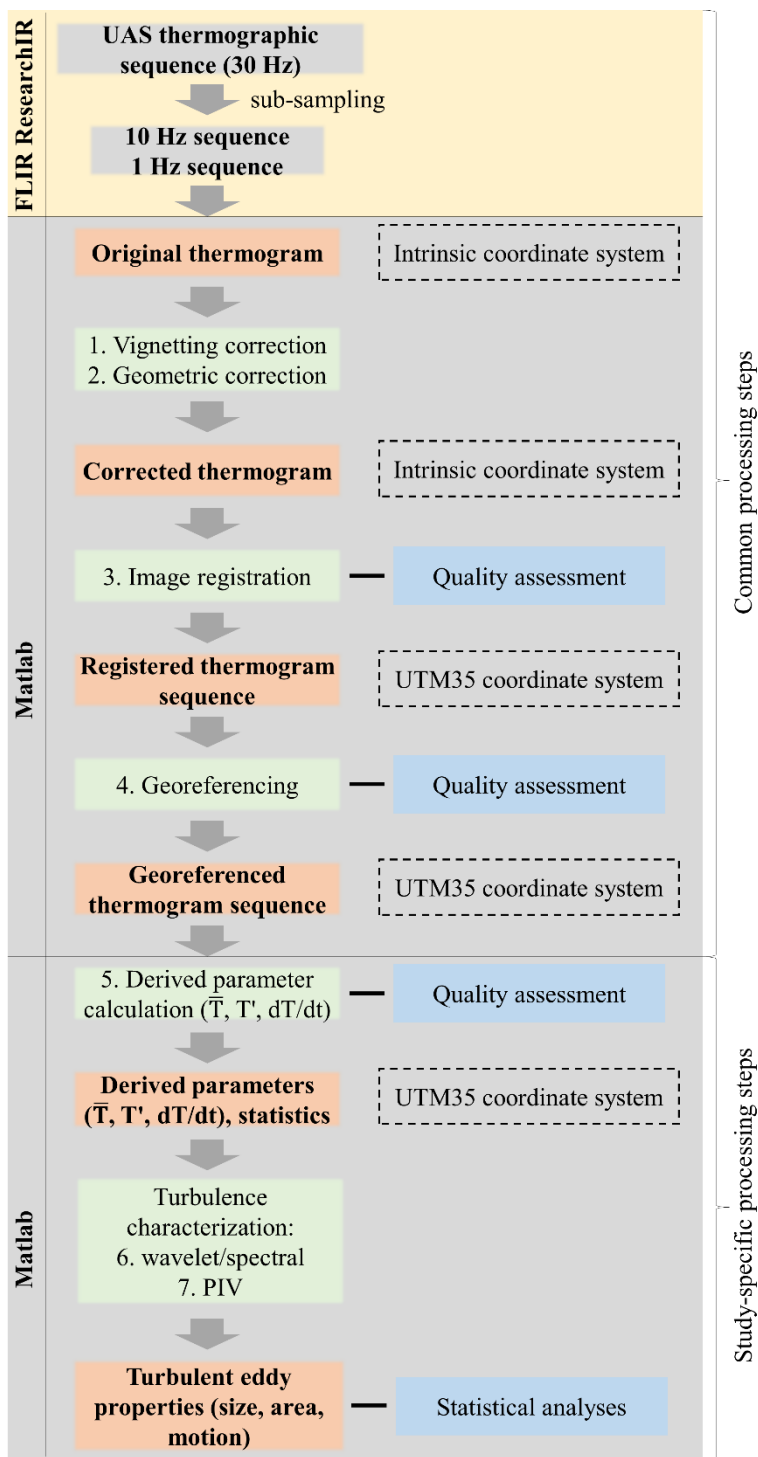 FLIR ResearchIR
UAS thermographic
sequence (30 Hz)
sub-sampling
10 Hz sequence
1 Hz sequence
Matlab
Original thermogram
Intrinsic coordinate system
1. Vignetting correction
2. Geometric correction
Corrected thermogram
Intrinsic coordinate system
3. Image registration
Quality assessment
Registered thermogram
sequence
UTM35 coordinate system
4. Georeferencing
Quality assessment
Georeferenced
thermogram sequence
UTM35 coordinate system
Common processing steps
Matlab
5. Derived parameter
calculation (T̅, T', dT/dt)
Quality assessment
Derived parameters
(T̅, T', dT/dt), statistics
UTM35 coordinate system
Turbulence
characterization:
6. wavelet/spectral
7. PIV
Turbulent eddy
properties (size, area,
motion)
Statistical analyses
Study-specific processing steps